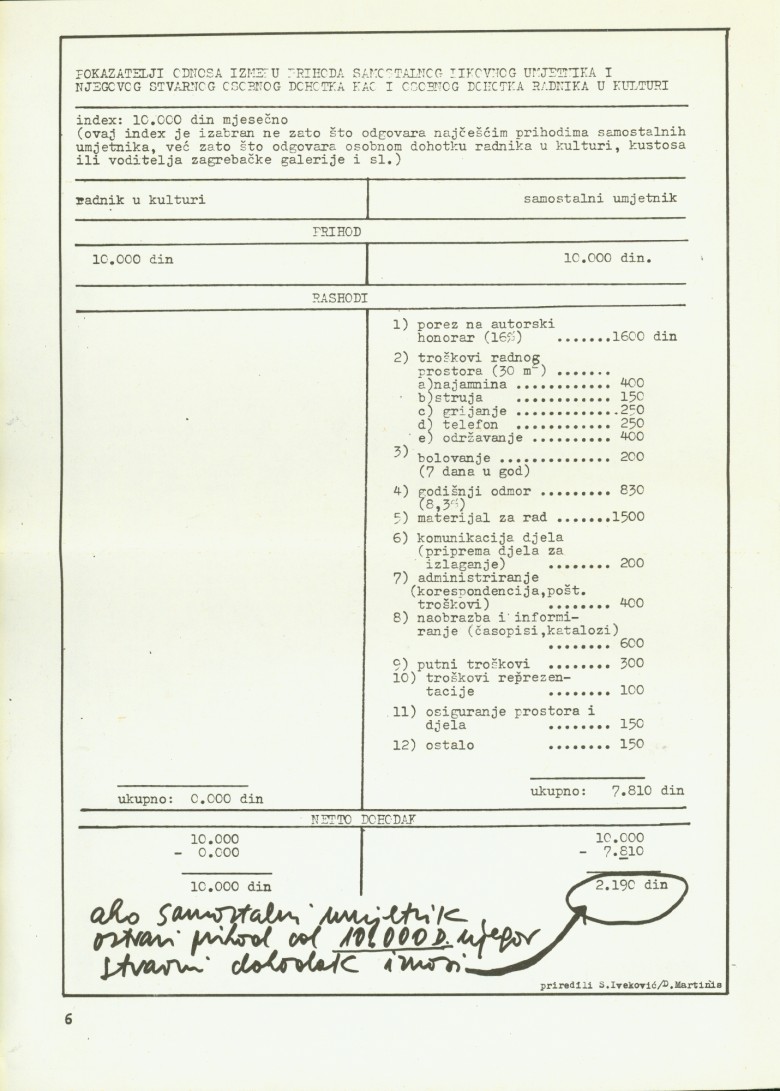 POKAZATELJI ODNOSA IZMEĐU PRIHODA SAMOSTALNOG LIKOVNOG UMJETNIKA I
NJEGOVOG STVARNOG OSOBNOG DOHOTKA KAO I OSOBNOG DOHOTKA RADNIKA U KULTURI
index: 10.000 din mjesečno
(ovaj index je izabran ne zato što odgovara najčešćim prihodima samostalnih
umjetnika, već zato što odgovara osobnom dohotku radnika u kulturi, kustosa
ili voditelja zagrebačke galerije i sl.)
radnik u kulturi samostalni umjetnik
PRIHOD
10.000 din 10.000 din.
RASHODI
1) porez na autorski
honorar (16%) .......1600 din
2) troškovi radnog
prostora (30 m²) .......
a)najamnina ............ 400
b)struja ............ 150
c) grijanje .............250
d) telefon ............ 250
e) održavanje .......... 400
3) bolovanje .............. 200
(7 dana u god)
4) godišnji odmor ......... 830
(8,3%)
5) materijal za rad .......1500
6) komunikacija djela
(priprema djela za
izlaganje) ........ 200
7) administriranje
(korespondencija,pošt.
troškovi) ........ 400
8) naobrazba i informi-
ranje (časopisi,katalozi)
........ 600
9) putni troškovi ........ 300
10) troškovi reprezen-
tacije ........ 100
11) osiguranje prostora i
djela ........ 150
12) ostalo ........ 150
ukupno: 0.000 din ukupno: 7.810 din
NETTO DOHODAK
10.000 10.000
- 0.000 - 7.810
10.000 din 2.190 din
ako samostalni umjetnik
ostvari prihod od 10.000 D. njegov
stvarni dohodak iznosi
priredili S.Iveković/D.Martinis
6